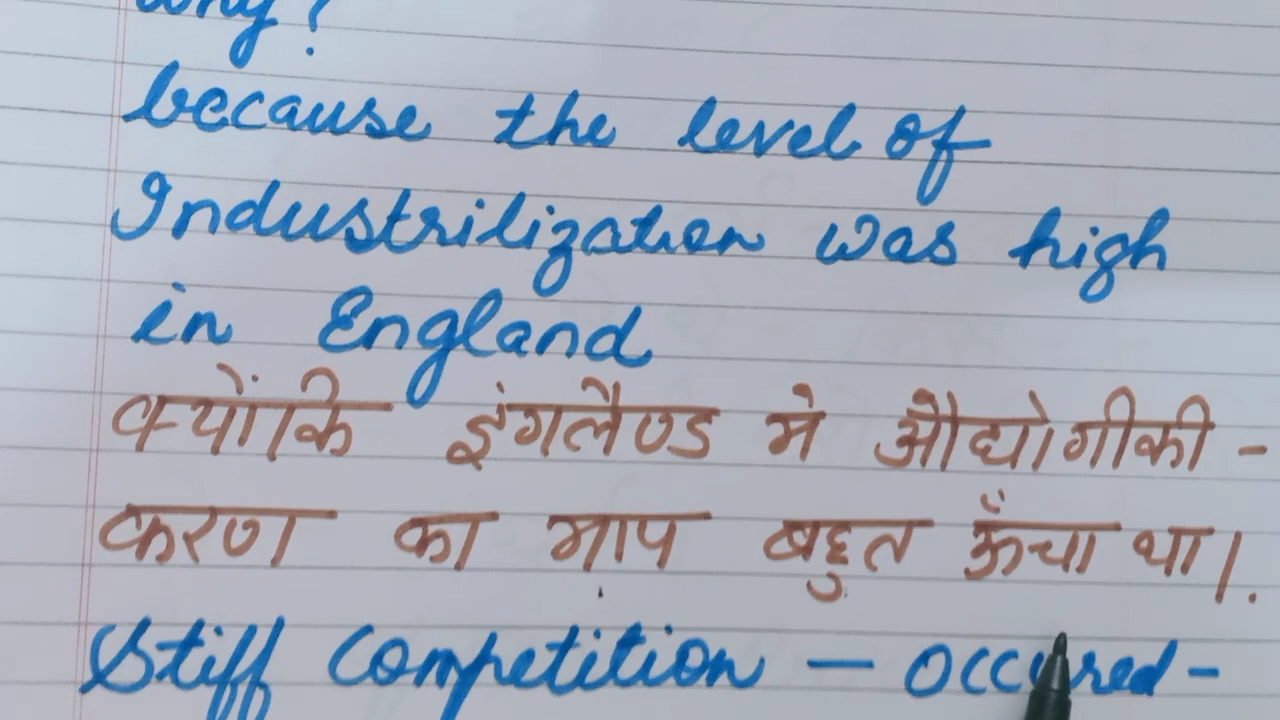 why?
because the level of
Industrilization was high
in England
क्योंकि इंगलैण्ड मे औद्योगीकी -
करण का माप बहुत ऊँचा था।.
Stiff Competition — occured -